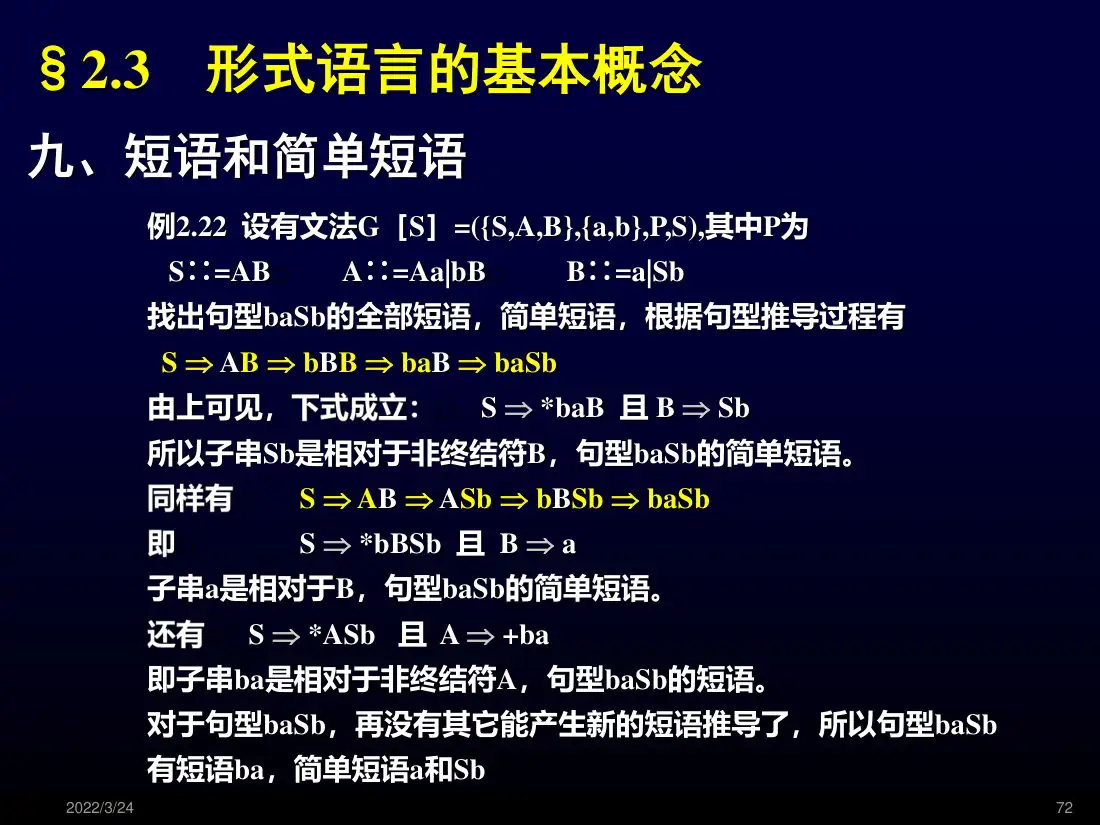 §2.3 形式语言的基本概念
九、短语和简单短语
例2.22 设有文法G［S］=({S,A,B},{a,b},P,S),其中P为
S∷=AB A∷=Aa|bB B∷=a|Sb
找出句型baSb的全部短语，简单短语，根据句型推导过程有
S ⇒ AB ⇒ bBB ⇒ baB ⇒ baSb
由上可见，下式成立： S ⇒ *baB 且 B ⇒ Sb
所以子串Sb是相对于非终结符B，句型baSb的简单短语。
同样有 S ⇒ AB ⇒ ASb ⇒ bBSb ⇒ baSb
即 S ⇒ *bBSb 且 B ⇒ a
子串a是相对于B，句型baSb的简单短语。
还有 S ⇒ *ASb 且 A ⇒ +ba
即子串ba是相对于非终结符A，句型baSb的短语。
对于句型baSb，再没有其它能产生新的短语推导了，所以句型baSb
有短语ba，简单短语a和Sb
2022/3/24 72